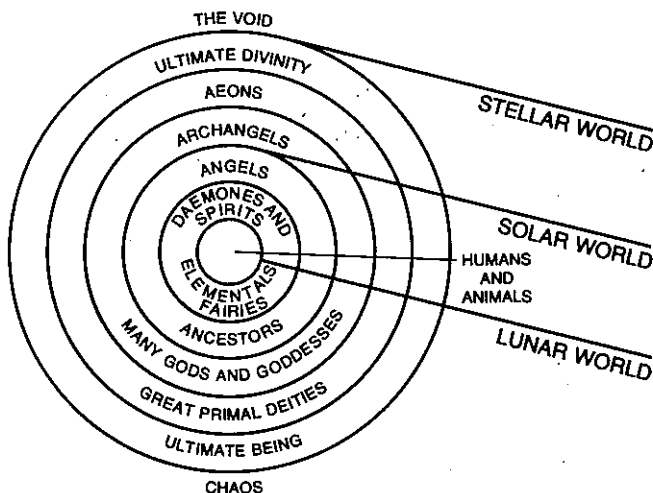 THE VOID
ULTIMATE DIVINITY
AEONS
ARCHANGELS
ANGELS
DAEMONES AND
SPIRITS
ELEMENTALS
FAIRIES
ANCESTORS
MANY GODS AND GODDESSES
GREAT PRIMAL DEITIES
ULTIMATE BEING
CHAOS
STELLAR WORLD
SOLAR WORLD
HUMANS
AND
ANIMALS
LUNAR WORLD